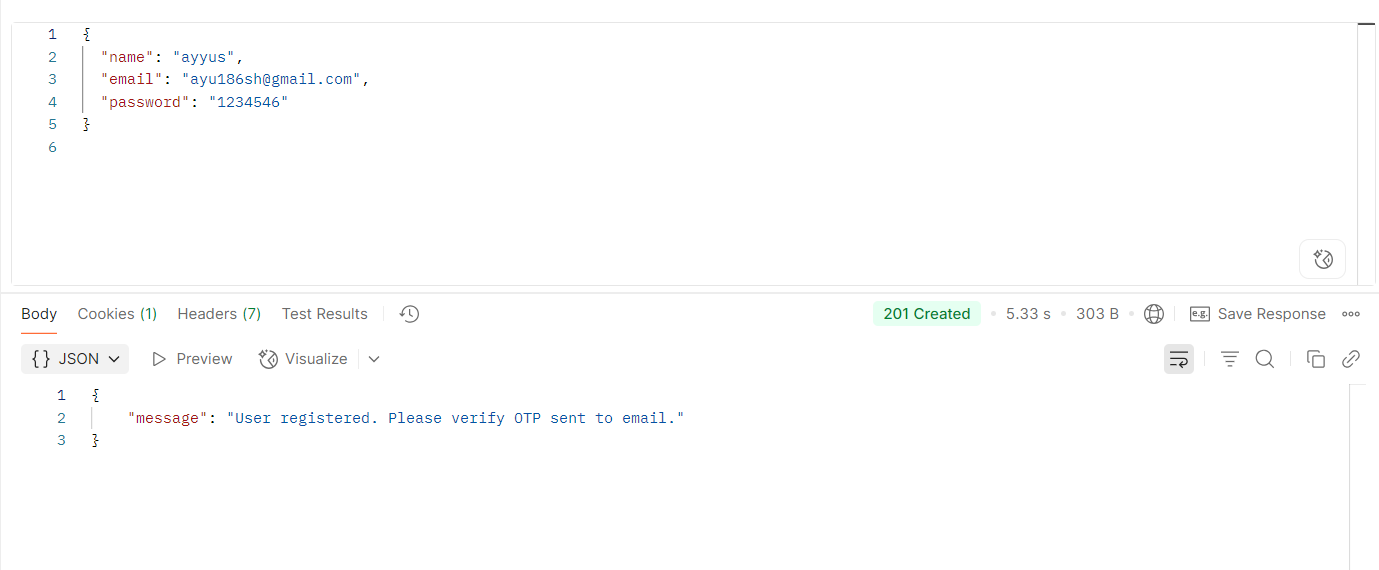 1 {
2 "name": "ayyus",
3 "email": "ayu186sh@gmail.com",
4 "password": "1234546"
5 }
6
Body Cookies (1) Headers (7) Test Results 201 Created • 5.33 s • 303 B • e.g. Save Response
{} JSON Preview Visualize
1 {
2 "message": "User registered. Please verify OTP sent to email."
3 }